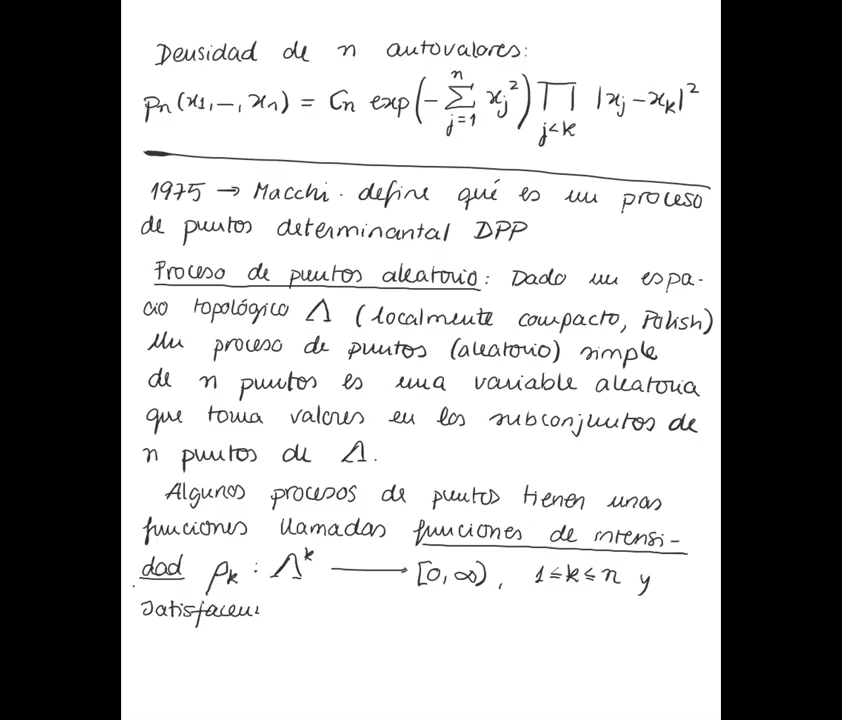 Densidad de n autovalores:
pn(x1, –, xn) = Cn exp(- Σ_{j=1}^{n} xj²) ∏_{j<k} |xj - xk|²
1975 → Macchi. define qué es un proceso
de puntos determinantal DPP
Proceso de puntos aleatorio: Dado un espa-
cio topológico Λ (localmente compacto, Polish)
Un proceso de puntos (aleatorio) simple
de n puntos es una variable aleatoria
que toma valores en los subconjuntos de
n puntos de Λ.
Algunos procesos de puntos tienen unas
funciones llamadas funciones de intensi-
dad ρk : Λ^k → [0, ∞), 1 ≤ k ≤ n y
satisfacen